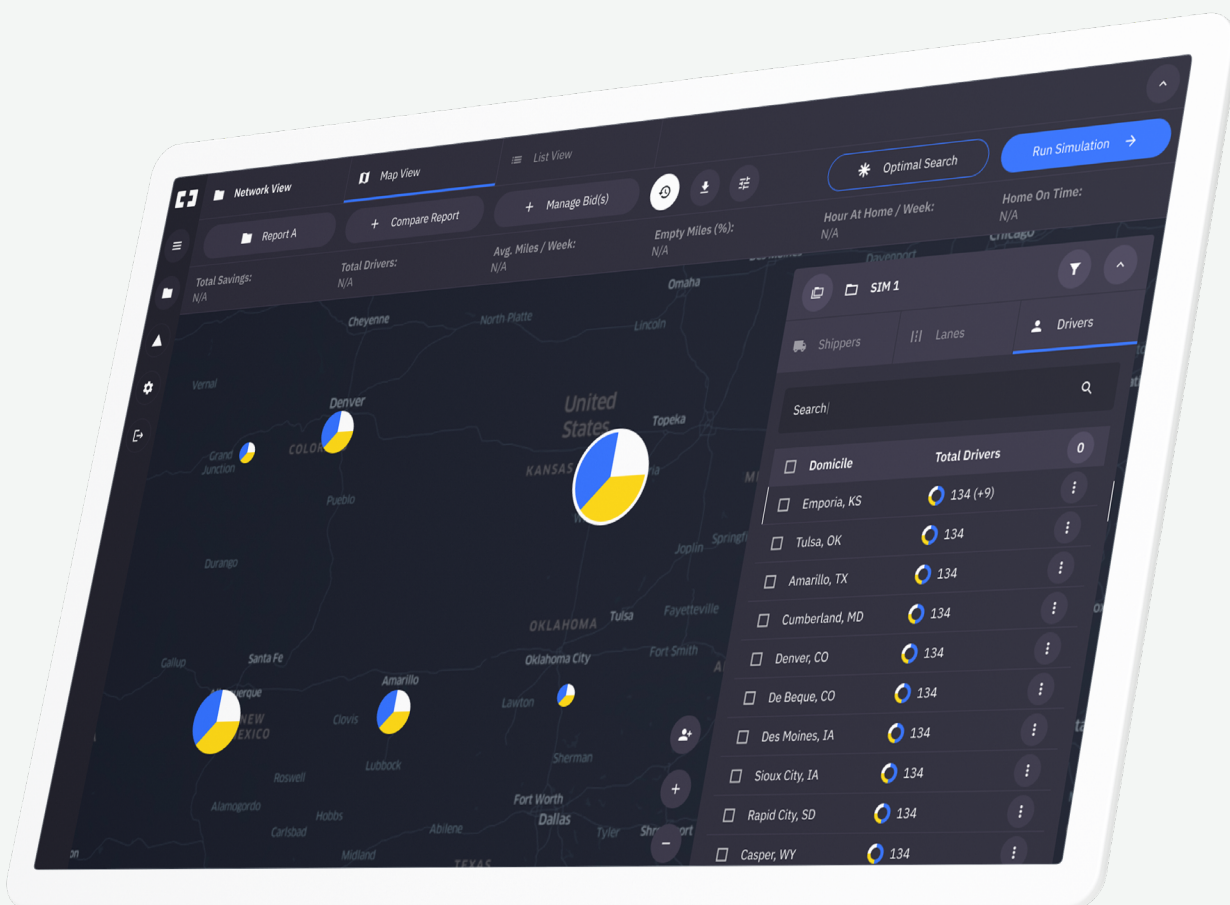 Network View
Map View
List View
Report A
+ Compare Report
+ Manage Bid(s)
Optimal Search
Run Simulation →
Total Savings:
N/A
Total Drivers:
N/A
Avg. Miles / Week:
N/A
Empty Miles (%):
N/A
Hour At Home / Week:
N/A
Home On Time:
N/A
SIM 1
Shippers
Lanes
Drivers
Search
Domicile Total Drivers 0
Emporia, KS 134 (+9)
Tulsa, OK 134
Amarillo, TX 134
Cumberland, MD 134
Denver, CO 134
De Beque, CO 134
Des Moines, IA 134
Sioux City, IA 134
Rapid City, SD 134
Casper, WY 134
Chicago
Davenport
Omaha
Cheyenne
North Platte
Lincoln
Vernal
Denver
United
States
Topeka
Grand
Junction
KANSAS
Pueblo
Durango
Joplin
Tulsa
Fayetteville
OKLAHOMA
Gallup
Santa Fe
Oklahoma City
Fort Smith
Amarillo
Lawton
NEW
Clovis
Lubbock
Sherman
Roswell
Alamogordo
Hobbs
Carlsbad
Fort Worth
Dallas
Abilene
Tyler
Midland
TEXAS
+
−